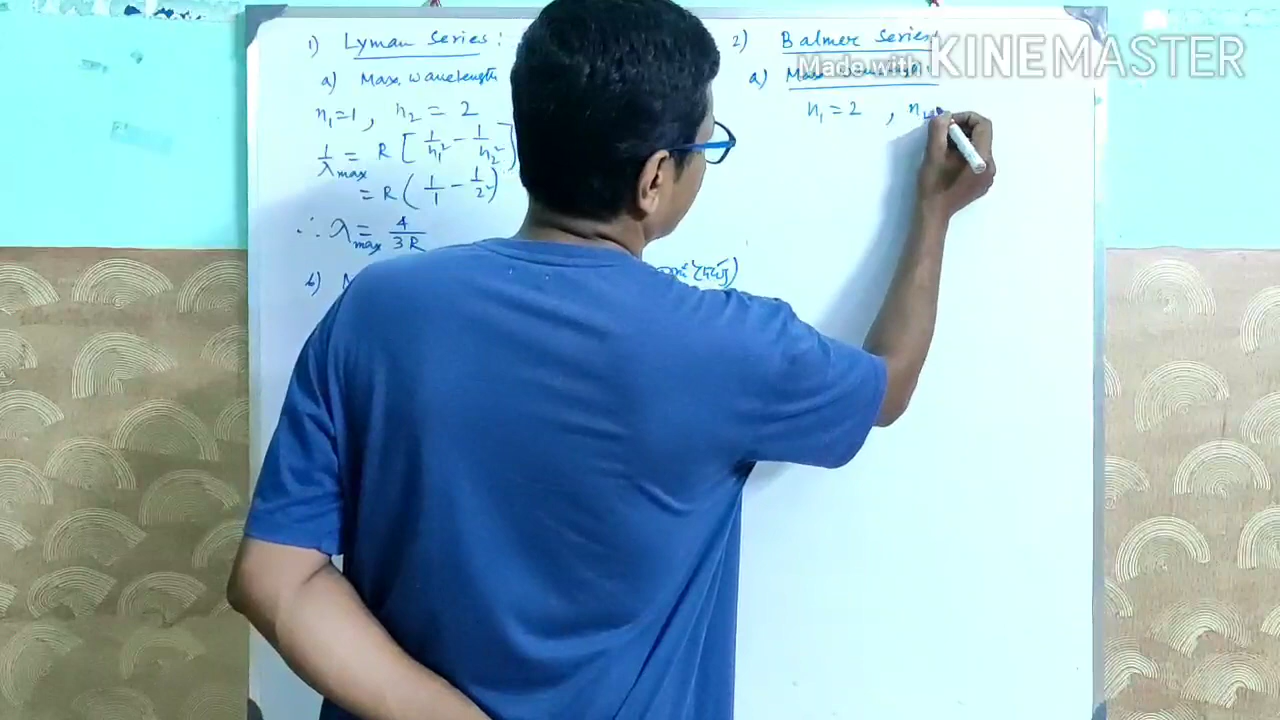 1) Lyman Series :
a) Max. wavelength
n₁=1, n₂ = 2
1/λmax = R [ 1/n₁² - 1/n₂² ]
= R ( 1/1 - 1/2² )
∴ λmax = 4/3R
b)
2) Balmer Series:
Made with KINEMASTER
a) Max. wavelength
n₁ = 2 , n₂